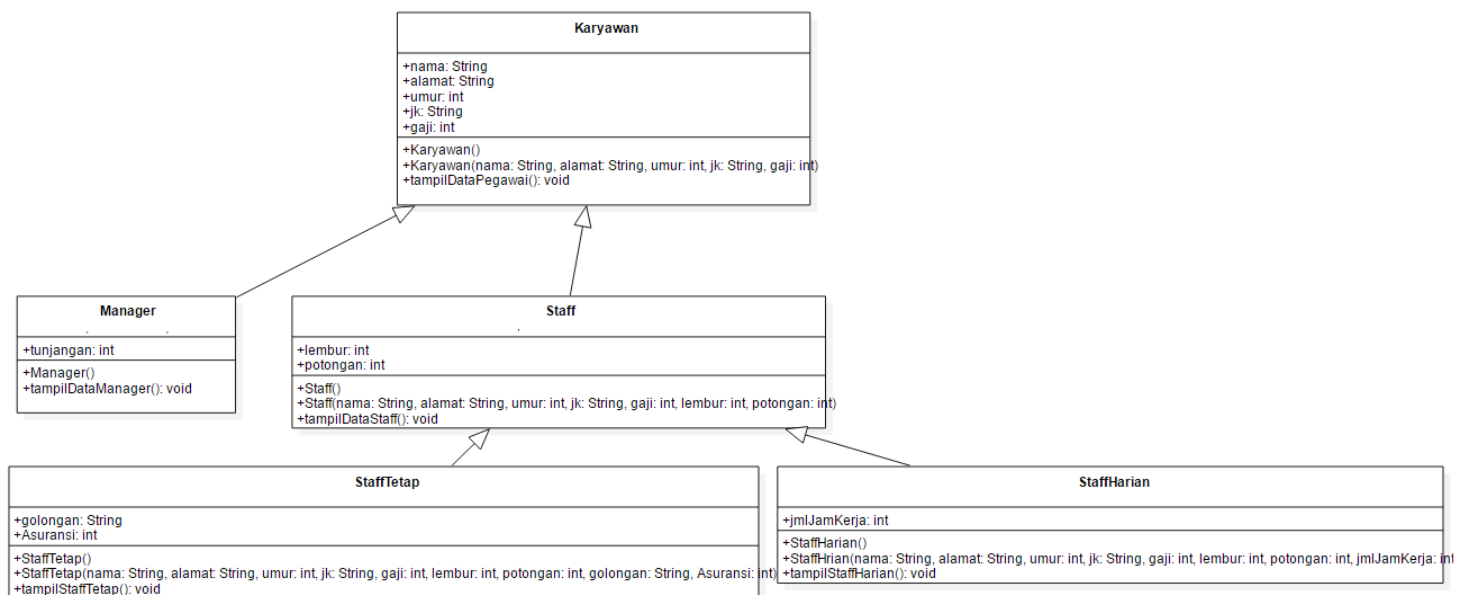 Karyawan
+nama: String
+alamat: String
+umur: int
+jk: String
+gaji: int
+Karyawan()
+Karyawan(nama: String, alamat: String, umur: int, jk: String, gaji: int)
+tampilDataPegawai(): void
Manager
+tunjangan: int
+Manager()
+tampilDataManager(): void
Staff
+lembur: int
+potongan: int
+Staff()
+Staff(nama: String, alamat: String, umur: int, jk: String, gaji: int, lembur: int, potongan: int)
+tampilDataStaff(): void
StaffTetap
+golongan: String
+Asuransi: int
+StaffTetap()
+StaffTetap(nama: String, alamat: String, umur: int, jk: String, gaji: int, lembur: int, potongan: int, golongan: String, Asuransi: int)
+tampilStaffTetap(): void
StaffHarian
+jmlJamKerja: int
+StaffHarian()
+StaffHrian(nama: String, alamat: String, umur: int, jk: String, gaji: int, lembur: int, potongan: int, jmlJamKerja: int
+tampilStaffHarian(): void